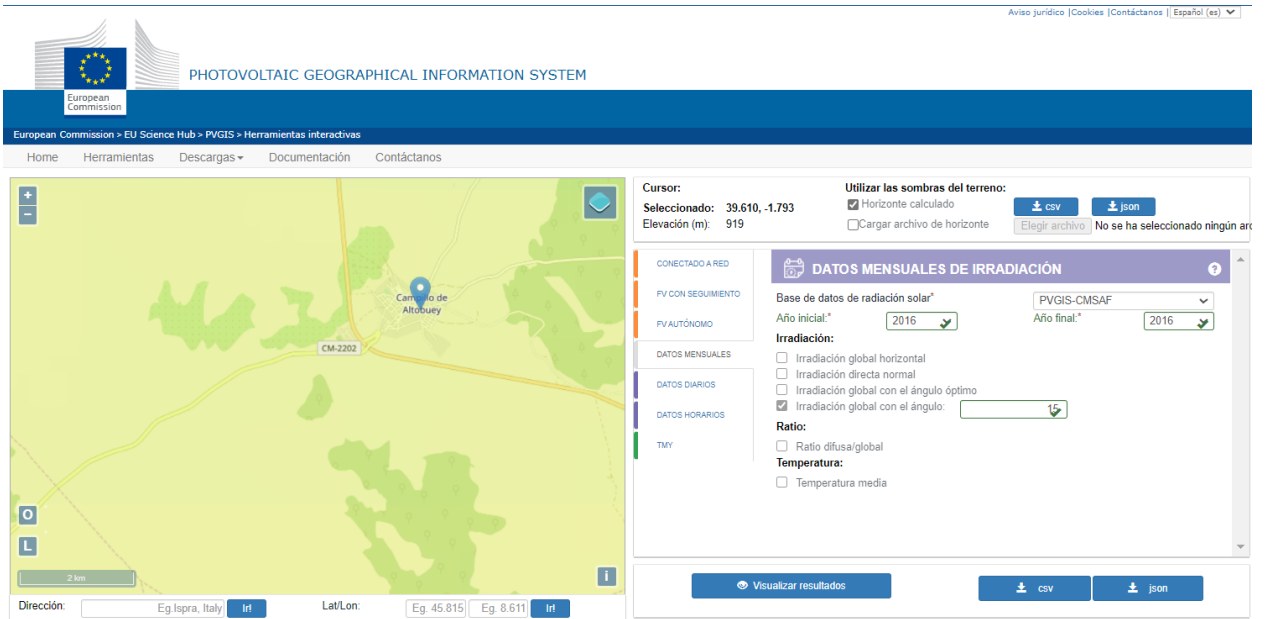 Aviso jurídico |Cookies |Contáctanos | Español (es)
European
Commission
PHOTOVOLTAIC GEOGRAPHICAL INFORMATION SYSTEM
European Commission > EU Science Hub > PVGIS > Herramientas interactivas
Home Herramientas Descargas Documentación Contáctanos
+
-
Campillo de
Altobuey
CM-2202
O
L
2 km
i
Dirección: Eg.Ispra, Italy Ir! Lat/Lon: Eg. 45.815 Eg. 8.611 Ir!
Cursor:
Seleccionado: 39.610, -1.793
Elevación (m): 919
Utilizar las sombras del terreno:
Horizonte calculado csv json
Cargar archivo de horizonte Elegir archivo No se ha seleccionado ningún arc
CONECTADO A RED
FV CON SEGUIMIENTO
FV AUTÓNOMO
DATOS MENSUALES
DATOS DIARIOS
DATOS HORARIOS
TMY
DATOS MENSUALES DE IRRADIACIÓN ?
Base de datos de radiación solar* PVGIS-CMSAF
Año inicial:* 2016 Año final:* 2016
Irradiación:
Irradiación global horizontal
Irradiación directa normal
Irradiación global con el ángulo óptimo
Irradiación global con el ángulo: 15
Ratio:
Ratio difusa/global
Temperatura:
Temperatura media
Visualizar resultados csv json